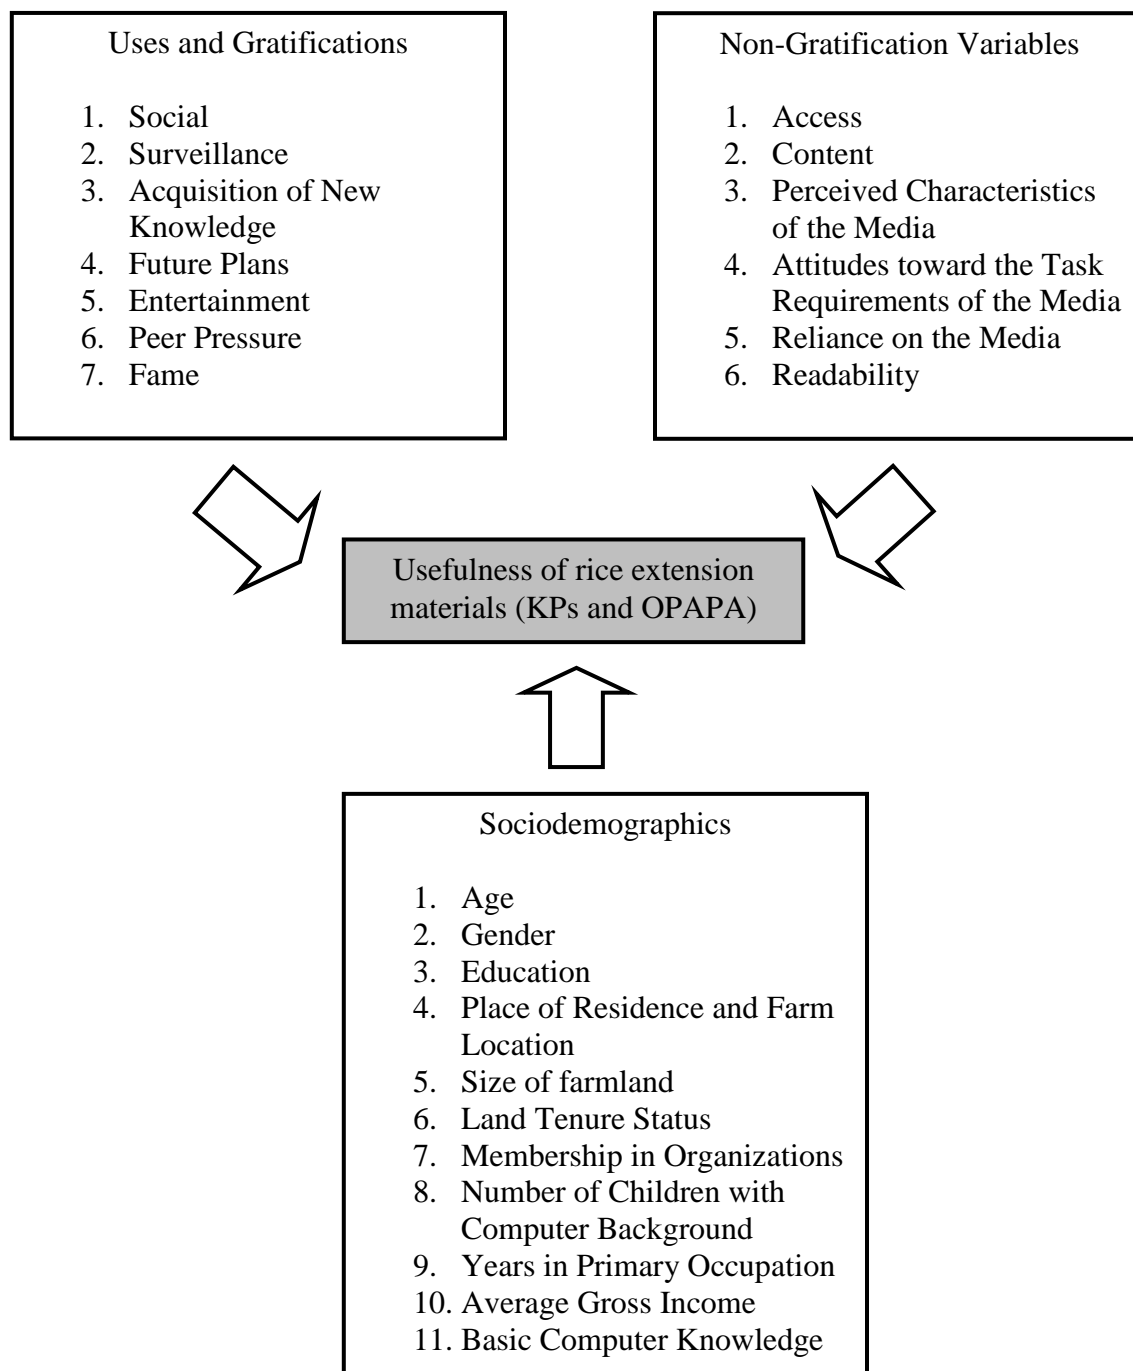 Uses and Gratifications
1. Social
2. Surveillance
3. Acquisition of New
Knowledge
4. Future Plans
5. Entertainment
6. Peer Pressure
7. Fame
Non-Gratification Variables
1. Access
2. Content
3. Perceived Characteristics
of the Media
4. Attitudes toward the Task
Requirements of the Media
5. Reliance on the Media
6. Readability
Usefulness of rice extension
materials (KPs and OPAPA)
Sociodemographics
1. Age
2. Gender
3. Education
4. Place of Residence and Farm
Location
5. Size of farmland
6. Land Tenure Status
7. Membership in Organizations
8. Number of Children with
Computer Background
9. Years in Primary Occupation
10. Average Gross Income
11. Basic Computer Knowledge